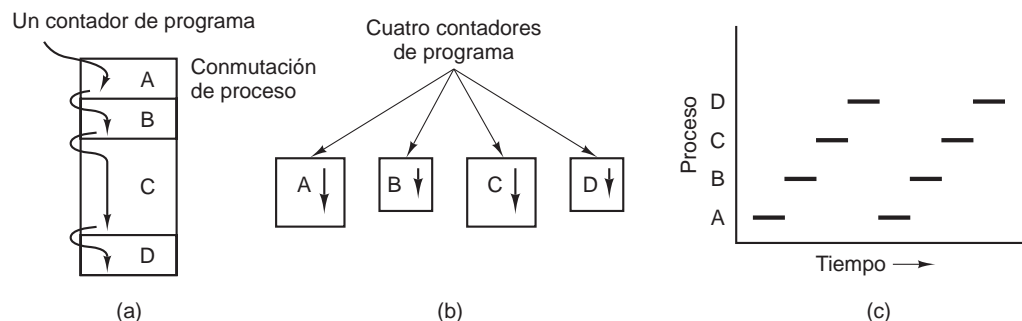 Un contador de programa
Conmutación
de proceso
A
B
C
D
(a)
Cuatro contadores
de programa
A
B
C
D
(b)
Proceso
D
C
B
A
Tiempo
(c)